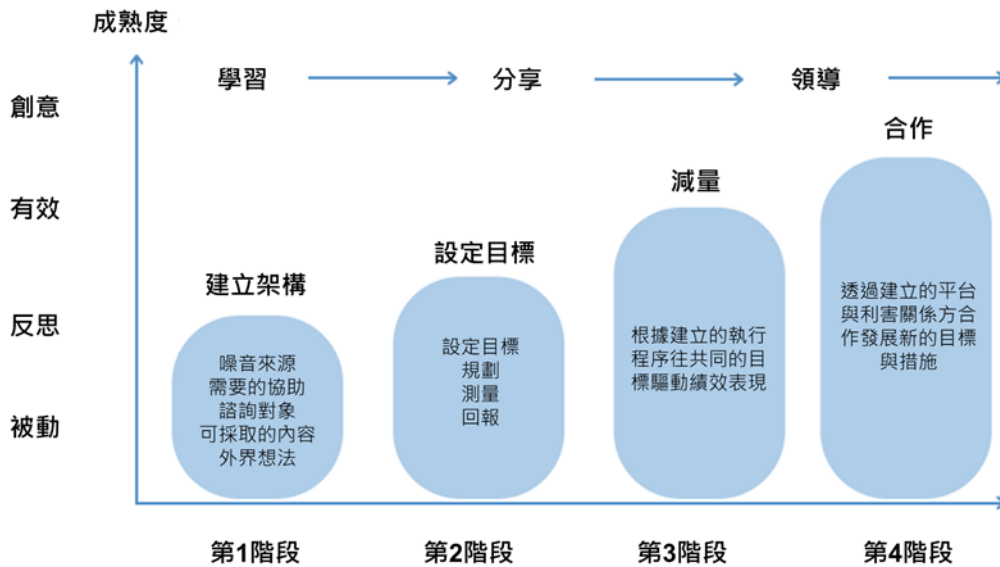 成熟度
學習
分享
領導
創意
有效
反思
被動
建立架構
噪音來源
需要的協助
諮詢對象
可採取的內容
外界想法
設定目標
設定目標
規劃
測量
回報
減量
根據建立的執行
程序往共同的目
標驅動績效表現
合作
透過建立的平台
與利害關係方合
作發展新的目標
與措施
第1階段
第2階段
第3階段
第4階段